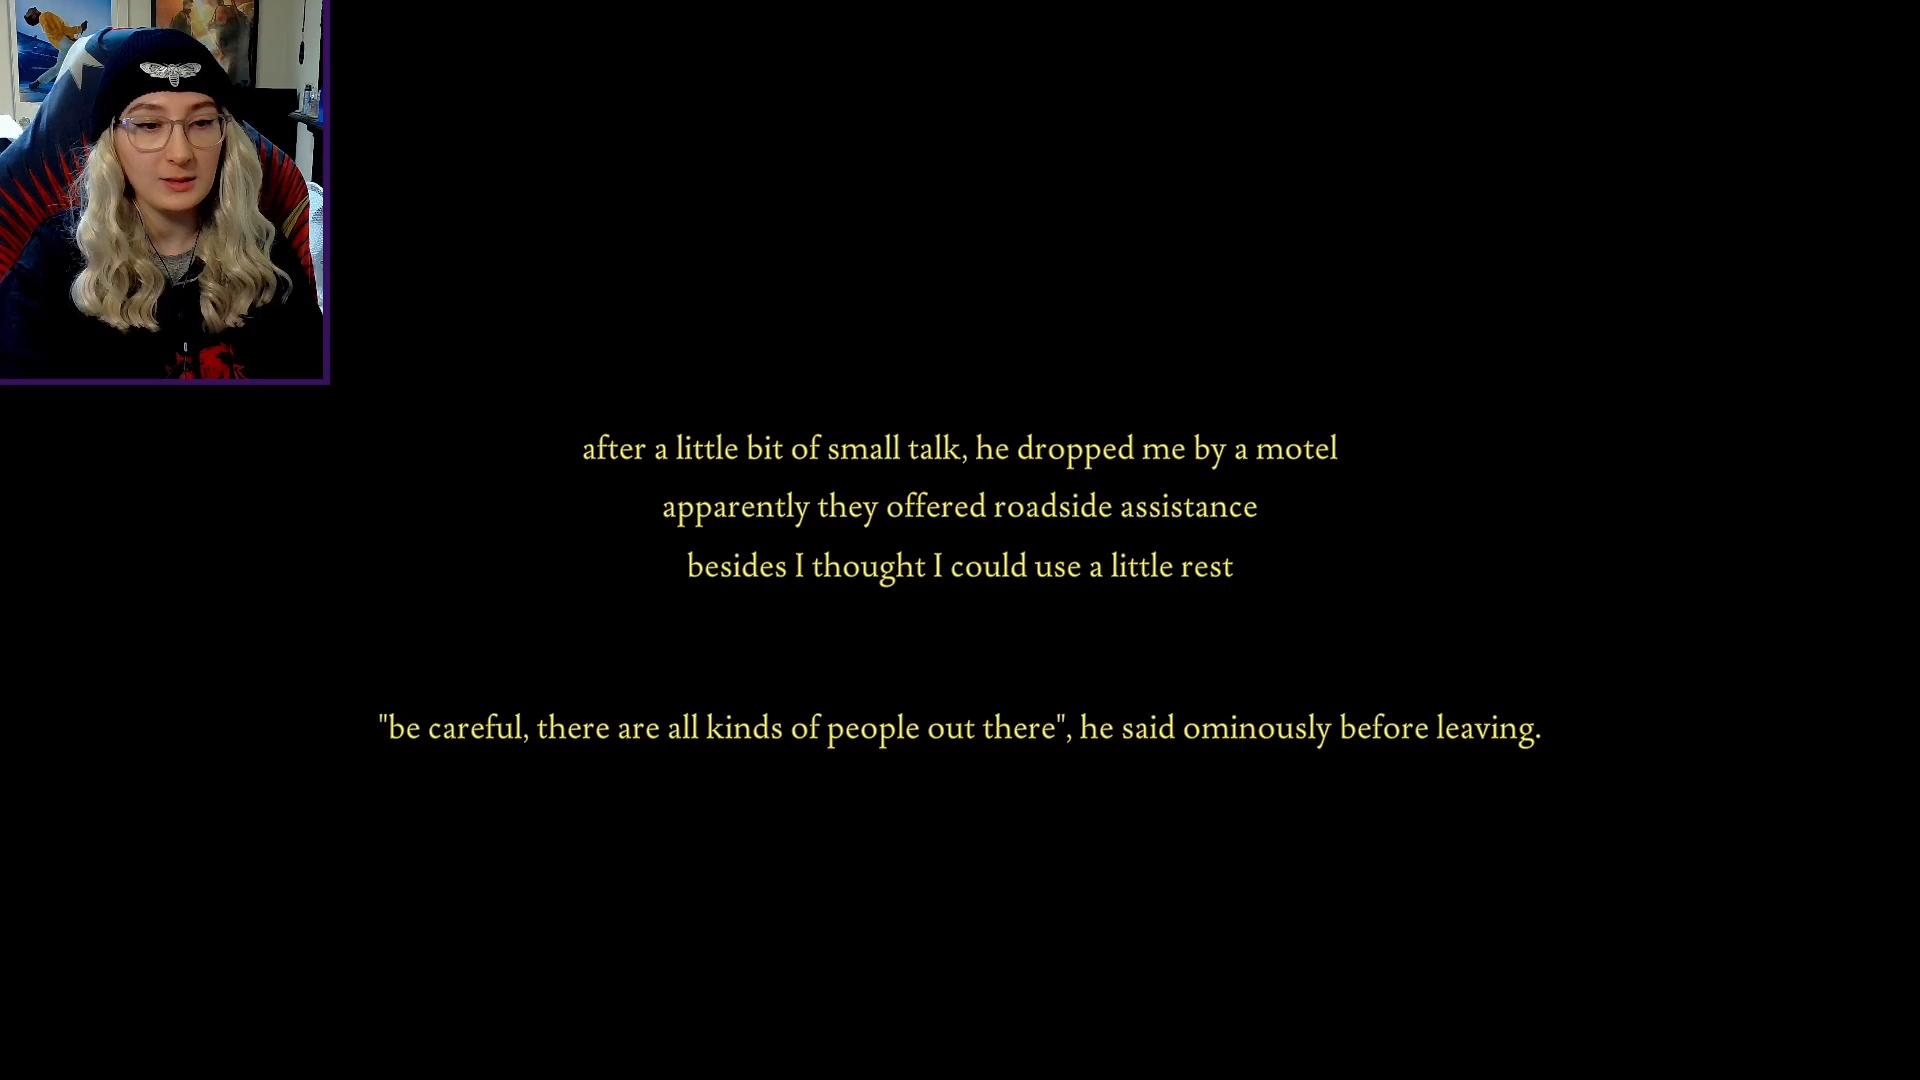 after a little bit of small talk, he dropped me by a motel
apparently they offered roadside assistance
besides I thought I could use a little rest
"be careful, there are all kinds of people out there", he said ominously before leaving.